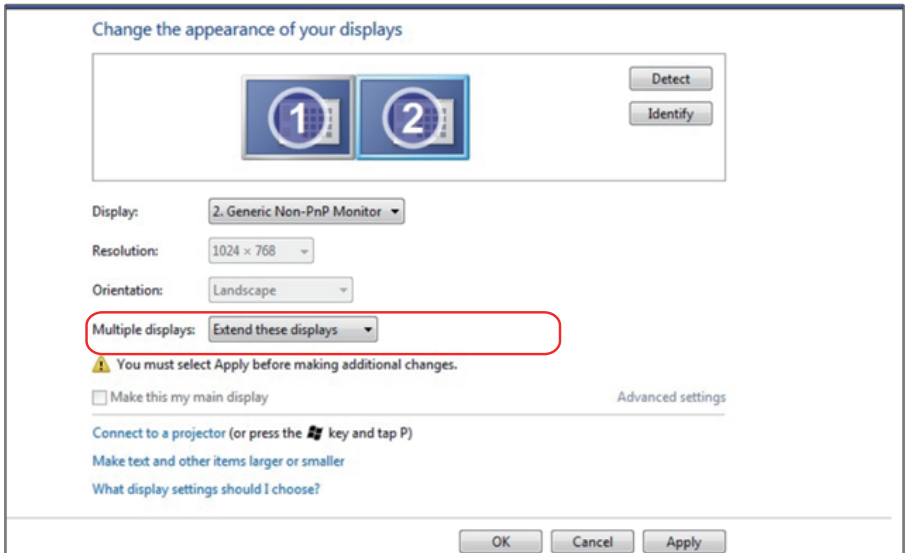 Change the appearance of your displays
1 2
Detect
Identify
Display: 2. Generic Non-PnP Monitor
Resolution: 1024 × 768
Orientation: Landscape
Multiple displays: Extend these displays
You must select Apply before making additional changes.
Make this my main display Advanced settings
Connect to a projector (or press the key and tap P)
Make text and other items larger or smaller
What display settings should I choose?
OK Cancel Apply